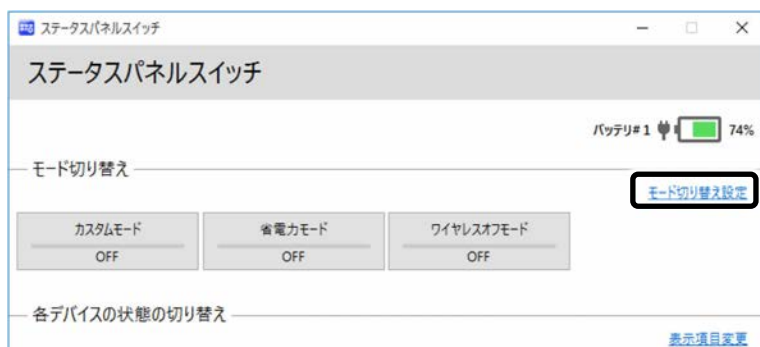 ステータスパネルスイッチ
ステータスパネルスイッチ
バッテリ#1 74%
モード切り替え
モード切り替え設定
カスタムモード 省電力モード ワイヤレスオフモード
OFF OFF OFF
各デバイスの状態の切り替え
表示項目変更